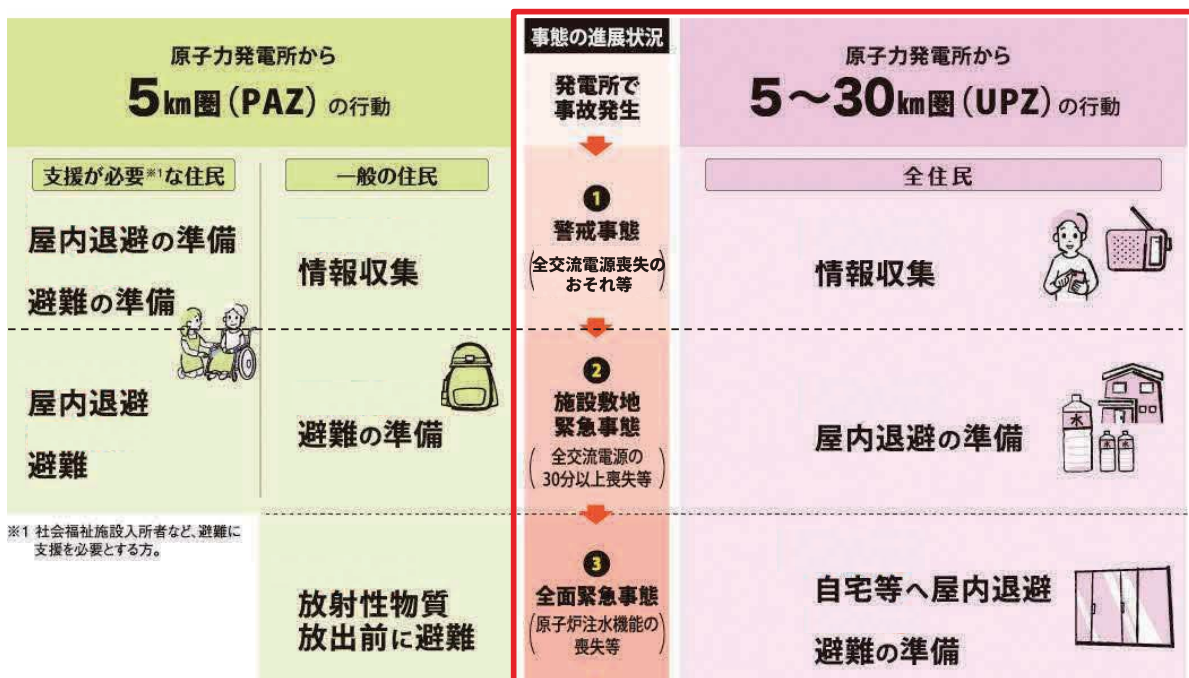 原子力発電所から
5km圏（PAZ）の行動
支援が必要※1な住民
屋内退避の準備
避難の準備
屋内退避
避難
※1 社会福祉施設入所者など、避難に
支援を必要とする方。
一般の住民
情報収集
避難の準備
放射性物質
放出前に避難
事態の進展状況
発電所で
事故発生
1
警戒事態
（全交流電源喪失の
おそれ等）
2
施設敷地
緊急事態
（全交流電源の
30分以上喪失等）
3
全面緊急事態
（原子炉注水機能の
喪失等）
原子力発電所から
5〜30km圏（UPZ）の行動
全住民
情報収集
屋内退避の準備
水
水
水
自宅等へ屋内退避
避難の準備